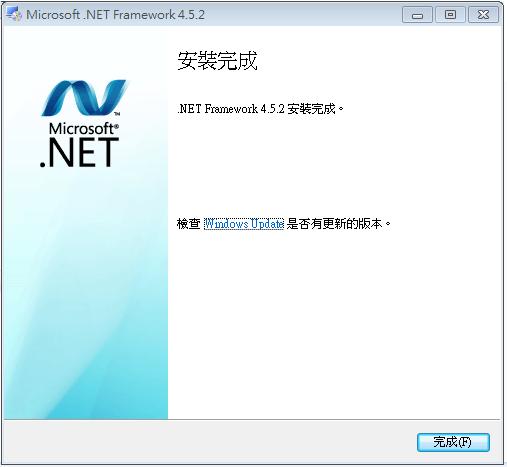 Microsoft .NET Framework 4.5.2
安裝完成
.NET Framework 4.5.2 安裝完成。
Microsoft®
.NET™
檢查 Windows Update 是否有更新的版本。
完成(F)